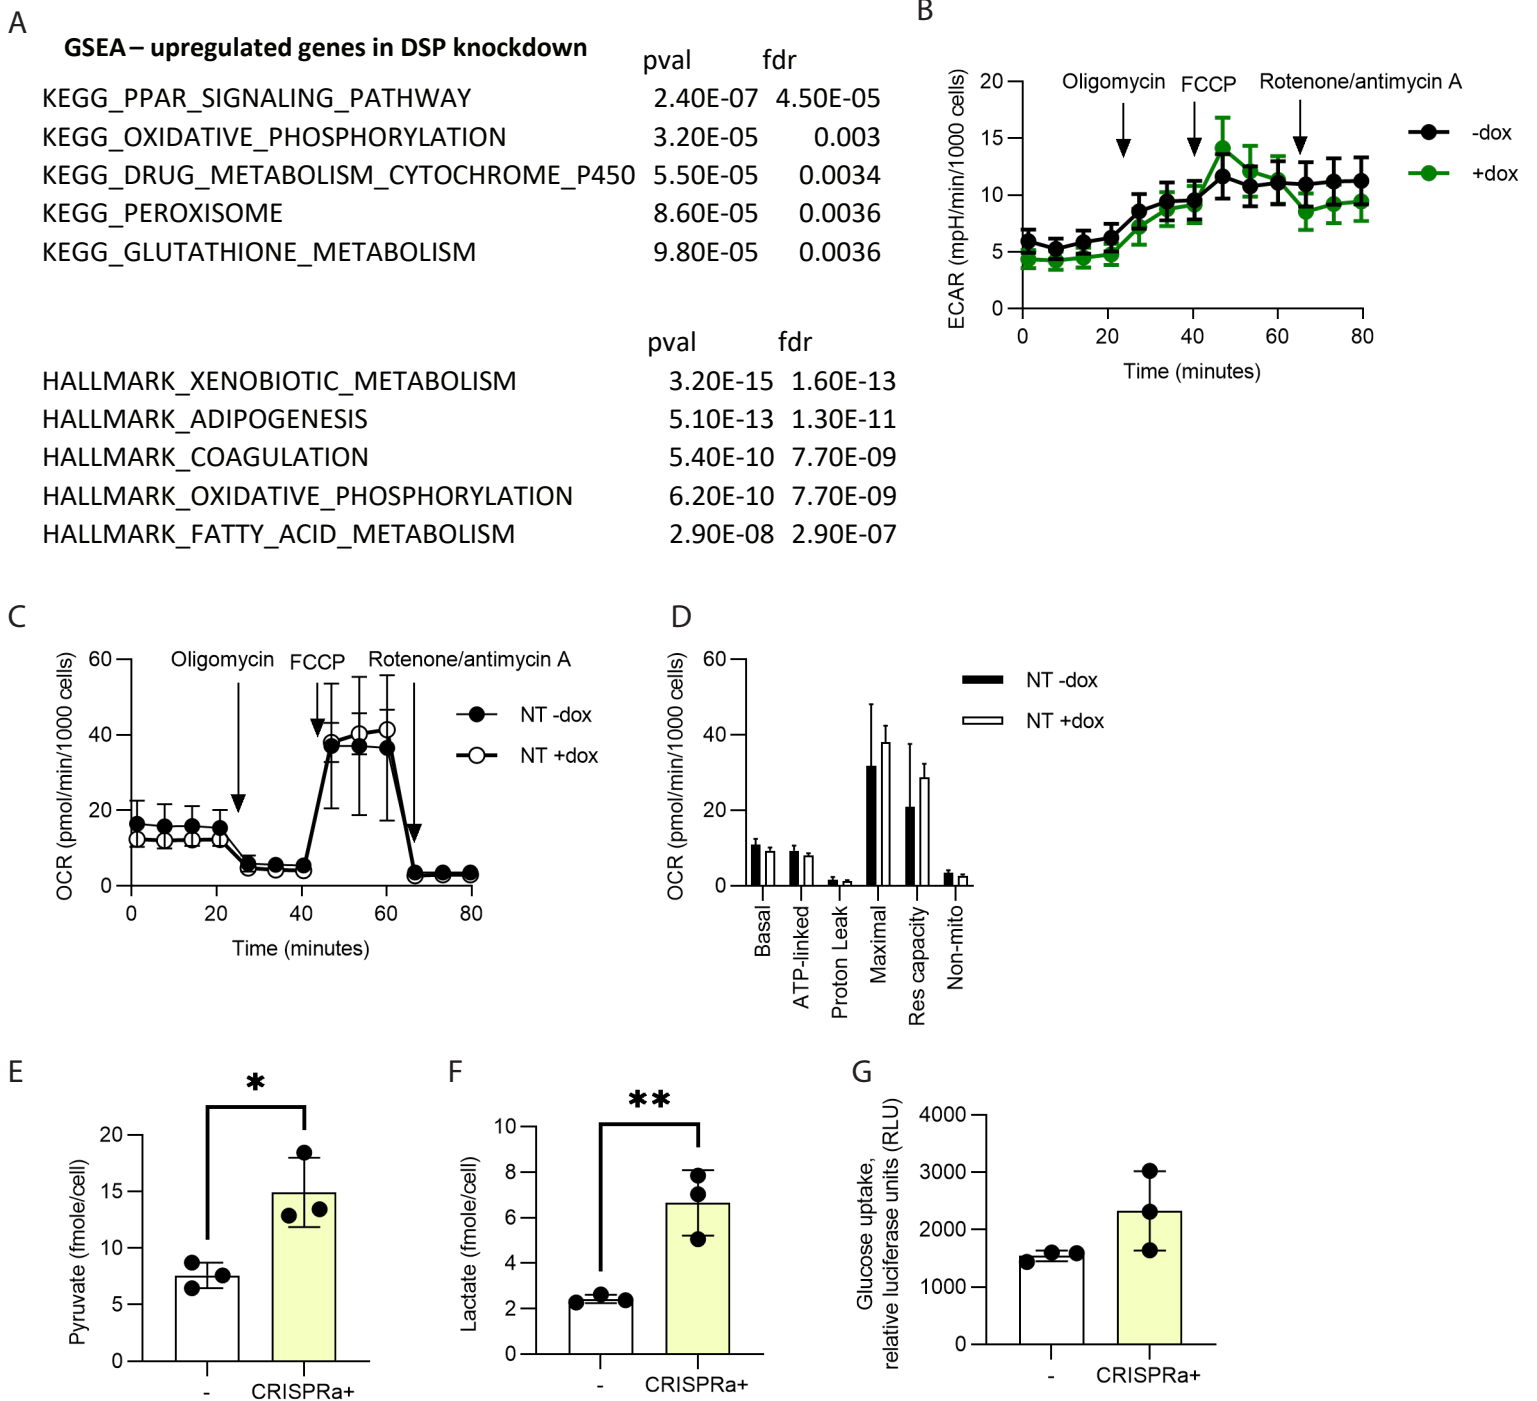 A
GSEA – upregulated genes in DSP knockdown
pval fdr
KEGG_PPAR_SIGNALING_PATHWAY 2.40E-07 4.50E-05
KEGG_OXIDATIVE_PHOSPHORYLATION 3.20E-05 0.003
KEGG_DRUG_METABOLISM_CYTOCHROME_P450 5.50E-05 0.0034
KEGG_PEROXISOME 8.60E-05 0.0036
KEGG_GLUTATHIONE_METABOLISM 9.80E-05 0.0036
pval fdr
HALLMARK_XENOBIOTIC_METABOLISM 3.20E-15 1.60E-13
HALLMARK_ADIPOGENESIS 5.10E-13 1.30E-11
HALLMARK_COAGULATION 5.40E-10 7.70E-09
HALLMARK_OXIDATIVE_PHOSPHORYLATION 6.20E-10 7.70E-09
HALLMARK_FATTY_ACID_METABOLISM 2.90E-08 2.90E-07
B
ECAR (mpH/min/1000 cells)
20
15
10
5
0
Oligomycin FCCP Rotenone/antimycin A
-dox
+dox
0 20 40 60 80
Time (minutes)
C
OCR (pmol/min/1000 cells)
60
40
20
0
Oligomycin FCCP Rotenone/antimycin A
NT -dox
NT +dox
0 20 40 60 80
Time (minutes)
D
OCR (pmol/min/1000 cells)
60
40
20
0
NT -dox
NT +dox
Basal
ATP-linked
Proton Leak
Maximal
Res capacity
Non-mito
E
Pyruvate (fmole/cell)
20
15
10
5
0
*
- CRISPRa+
F
Lactate (fmole/cell)
10
8
6
4
2
0
**
- CRISPRa+
G
Glucose uptake,
relative luciferase units (RLU)
4000
3000
2000
1000
0
- CRISPRa+